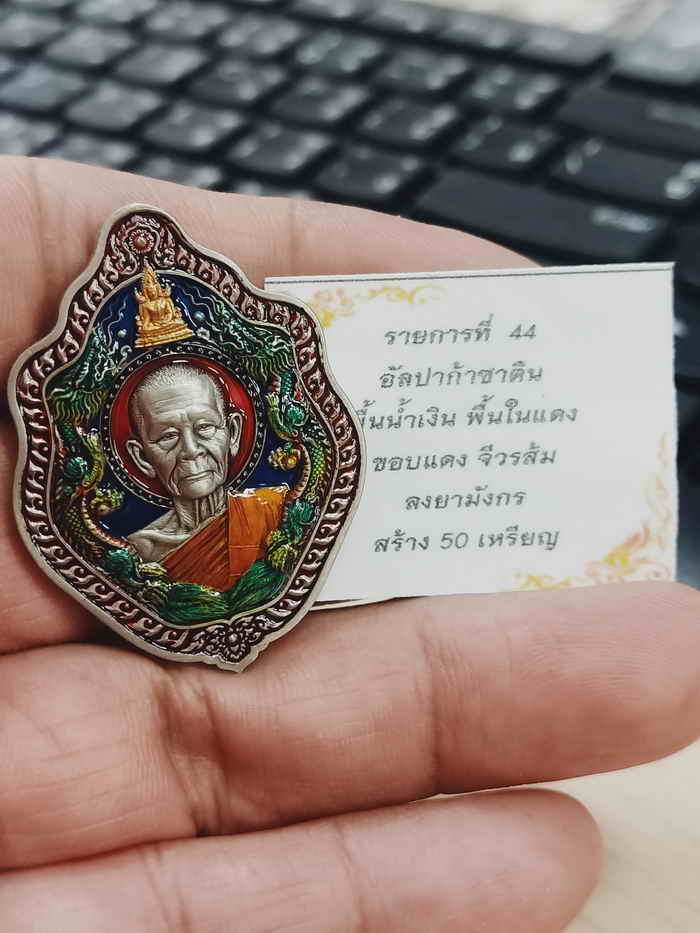 รายการที่ 44
อัลปาก้าซาติน
พื้นน้ำเงิน พื้นในแดง
ขอบแดง จีวรส้ม
ลงยามังกร
สร้าง 50 เหรียญ